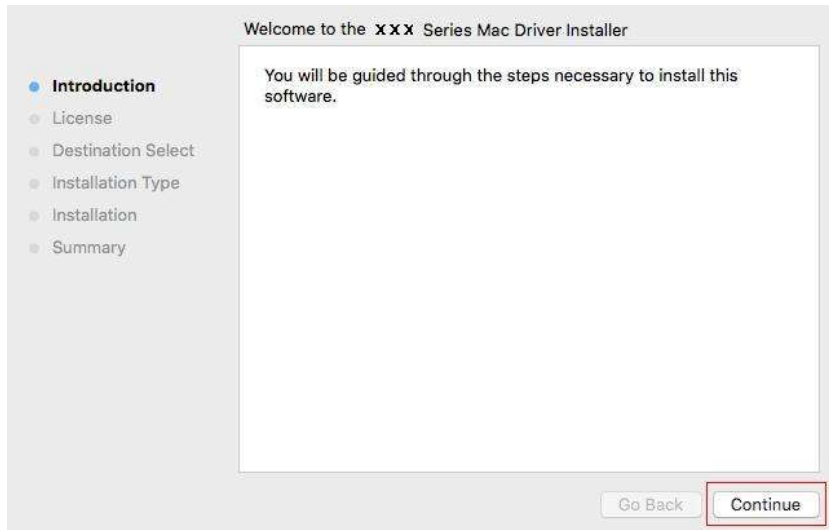 Welcome to the XXX Series Mac Driver Installer
Introduction
License
Destination Select
Installation Type
Installation
Summary
You will be guided through the steps necessary to install this
software.
Go Back
Continue